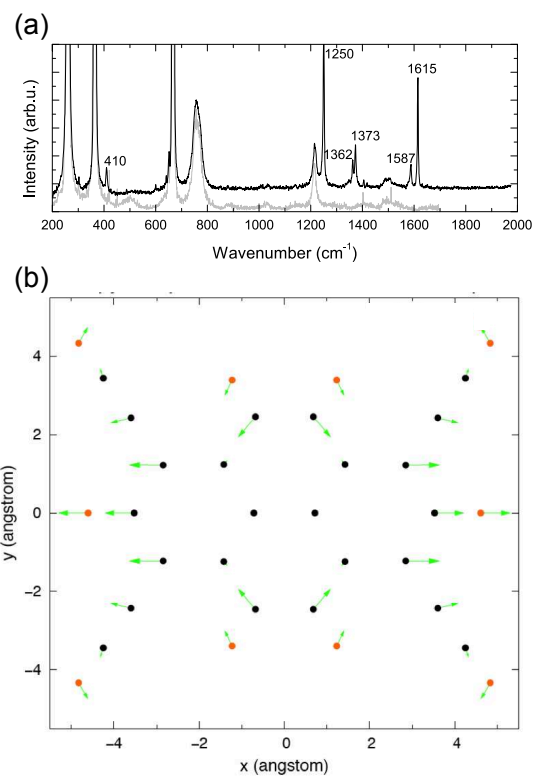 (a)
1250
1615
410
1362
1373
1587
Intensity (arb.u.)
200 400 600 800 1000 1200 1400 1600 1800 2000
Wavenumber (cm⁻¹)
(b)
4
2
0
−2
−4
y (angstrom)
−4 −2 0 2 4
x (angstom)